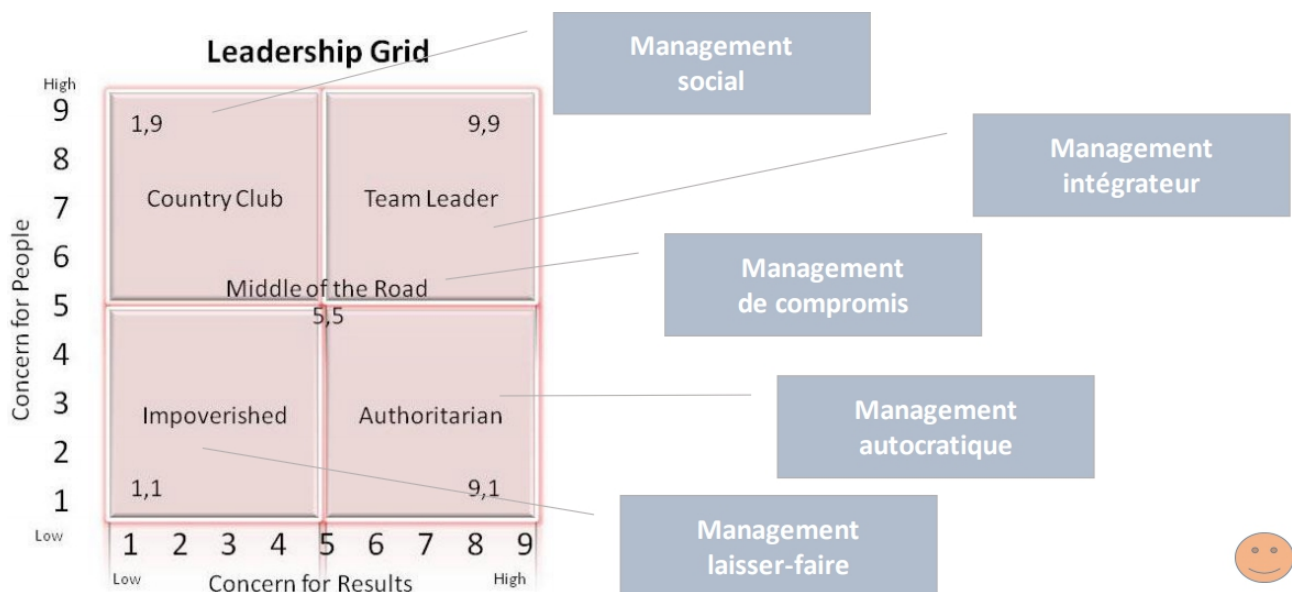 Leadership Grid
Management
social
High
9
8
7
6
5
4
3
2
1
Low
Concern for People
1,9
9,9
Country Club
Team Leader
Middle of the Road
5,5
Impoverished
Authoritarian
1,1
9,1
1 2 3 4 5 6 7 8 9
Low
Concern for Results
High
Management
intégrateur
Management
de compromis
Management
autocratique
Management
laisser-faire